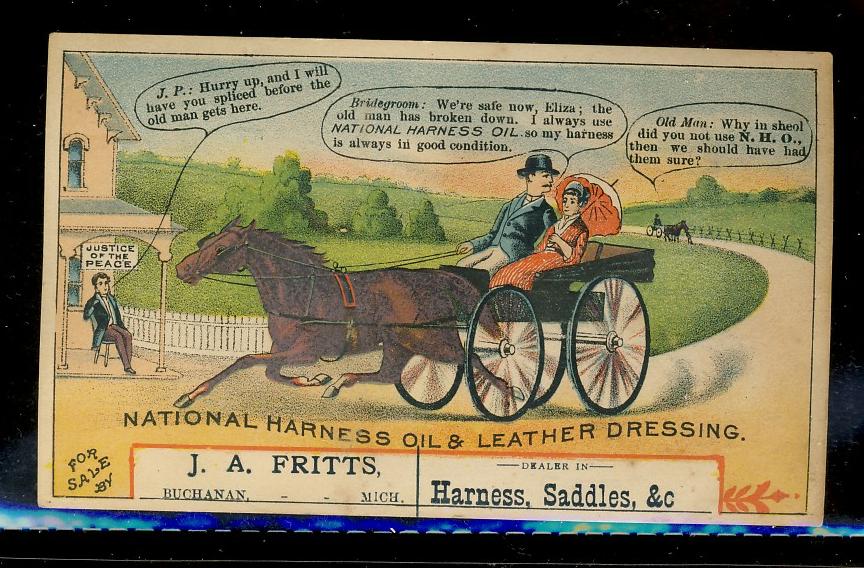 J. P.: Hurry up, and I will
have you spliced before the
old man gets here.
Bridegroom: We're safe now, Eliza; the
old man has broken down. I always use
NATIONAL HARNESS OIL. so my harness
is always in good condition.
Old Man: Why in sheol
did you not use N. H. O.,
then we should have had
them sure?
JUSTICE
OF THE
PEACE
NATIONAL HARNESS OIL & LEATHER DRESSING.
FOR
SALE
BY
J. A. FRITTS,
BUCHANAN, - - MICH.
DEALER IN
Harness, Saddles, &c